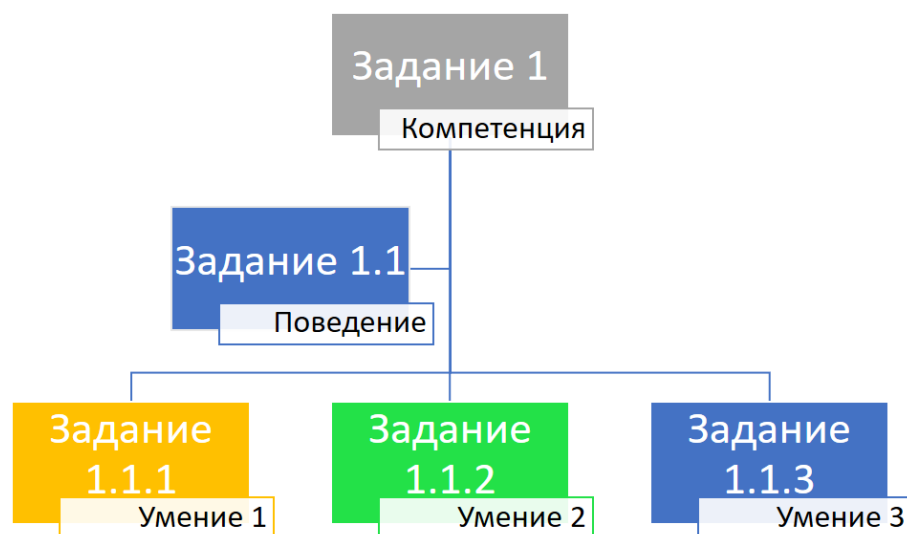 Задание 1
Компетенция
Задание 1.1
Поведение
Задание
1.1.1
Умение 1
Задание
1.1.2
Умение 2
Задание
1.1.3
Умение 3